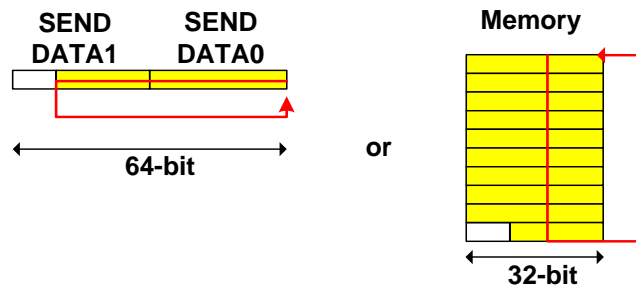 SEND SEND
DATA1 DATA0
64-bit
or
Memory
32-bit